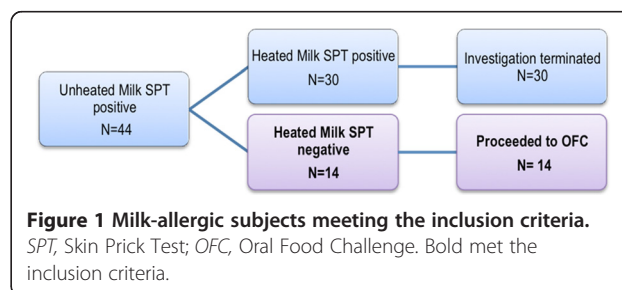 Heated Milk SPT positive
N=30
Investigation terminated
N=30
Unheated Milk SPT
positive
N=44
Heated Milk SPT
negative
N=14
Proceeded to OFC
N= 14
Figure 1 Milk-allergic subjects meeting the inclusion criteria.
SPT, Skin Prick Test; OFC, Oral Food Challenge. Bold met the
inclusion criteria.